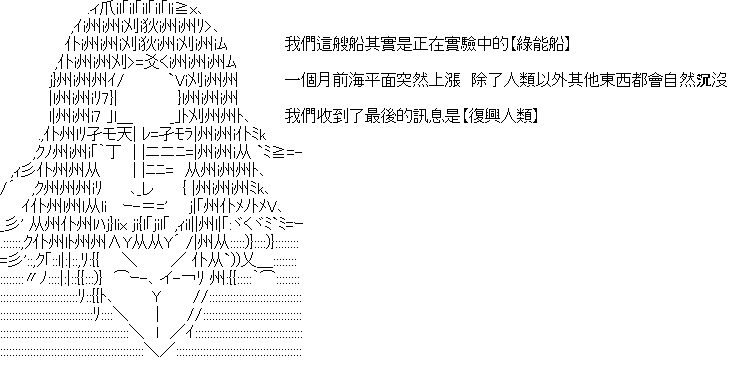 我們這艘船其實是正在實驗中的【綠能船】
一個月前海平面突然上漲 除了人類以外其他東西都會自然沉沒
我們收到了最後的訊息是【復興人類】